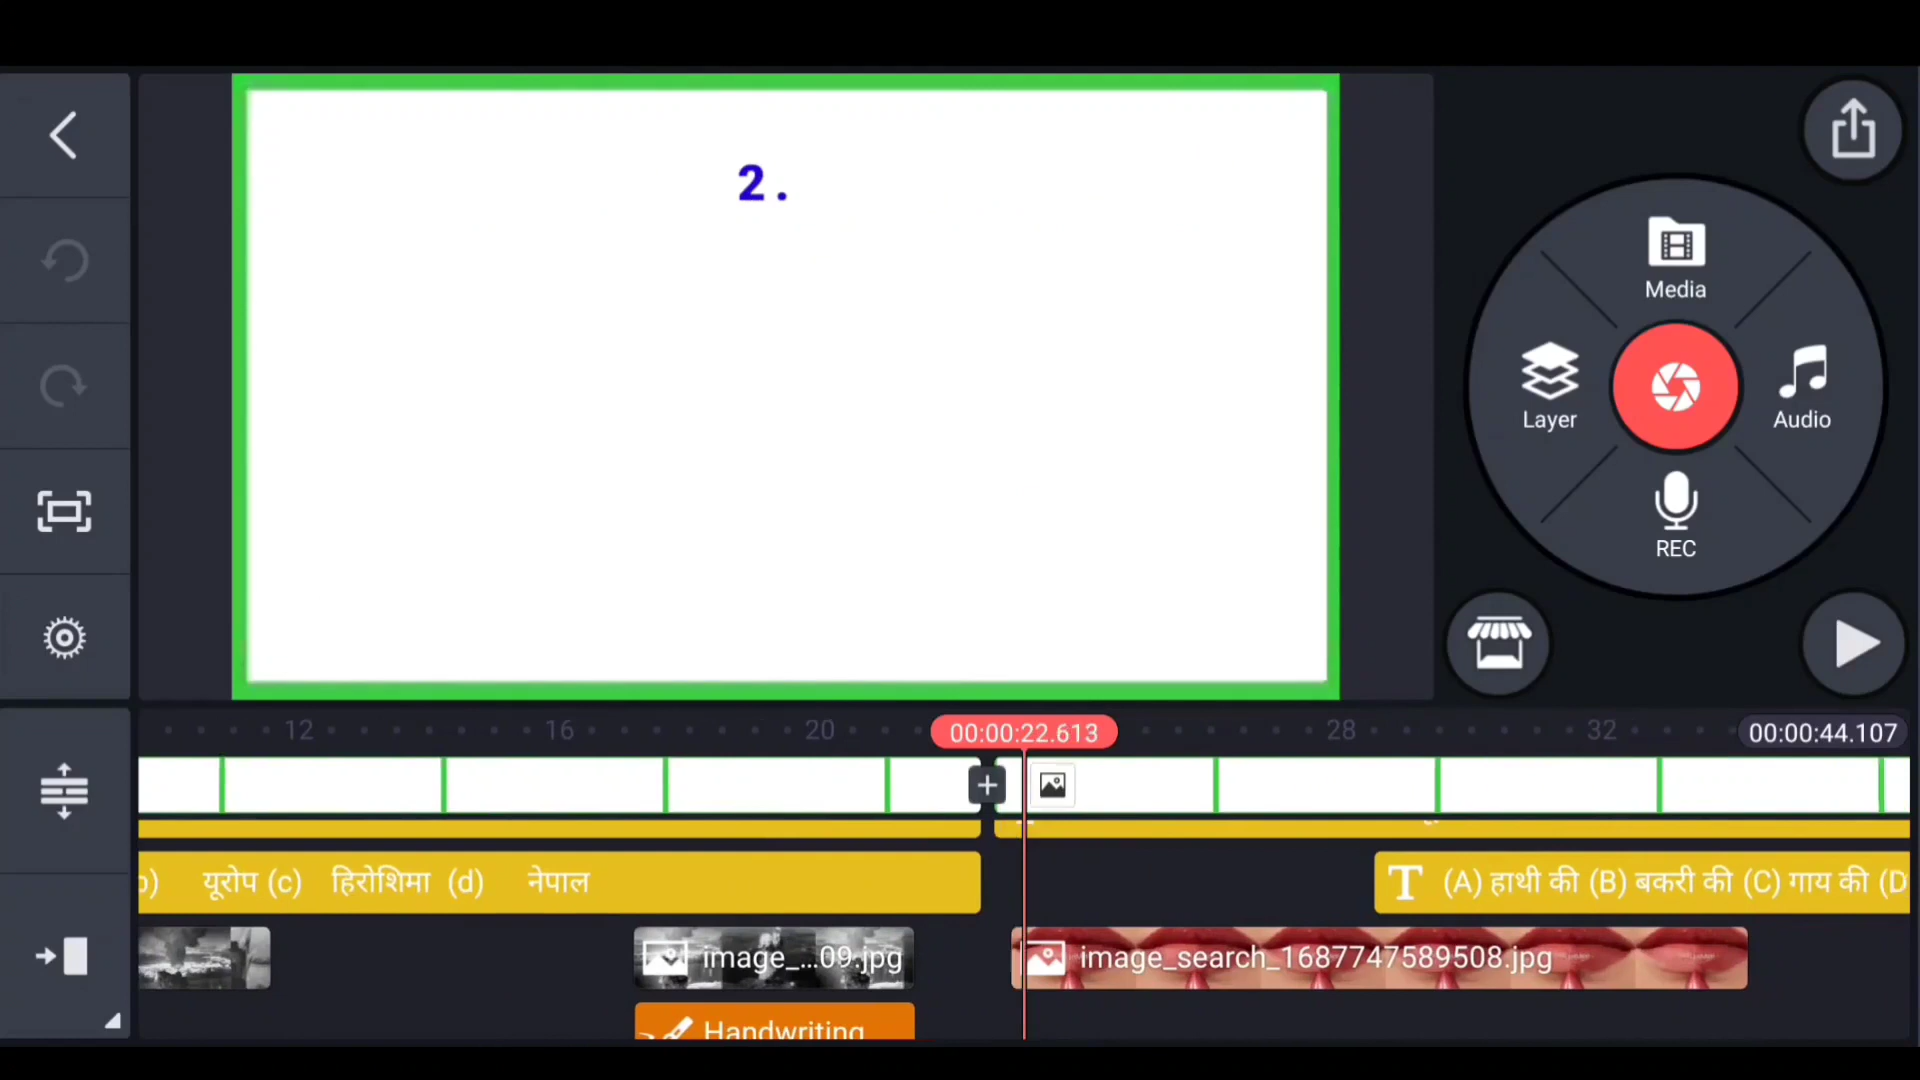 2.
Media
Layer
Audio
REC
12
16
20
00:00:22.613
28
32
00:00:44.107
यूरोप (c) हिरोशिमा (d) नेपाल
(A) हाथी की (B) बकरी की (C) गाय की (D
image_...09.jpg
image_search_1687747589508.jpg
Handwriting